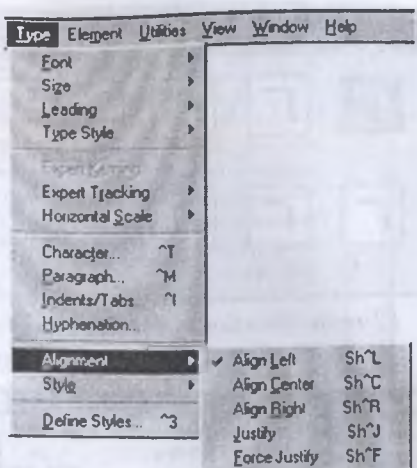 Type Element Utilities View Window Help
Font
Size
Leading
Type Style
Expert Kerning...
Expert Tracking
Horizontal Scale
Character... ^T
Paragraph... ^M
Indents/Tabs ^I
Hyphenation...
Alignment
Style
Define Styles... ^3
✓ Align Left Sh^L
Align Center Sh^C
Align Right Sh^R
Justify Sh^J
Force Justify Sh^F